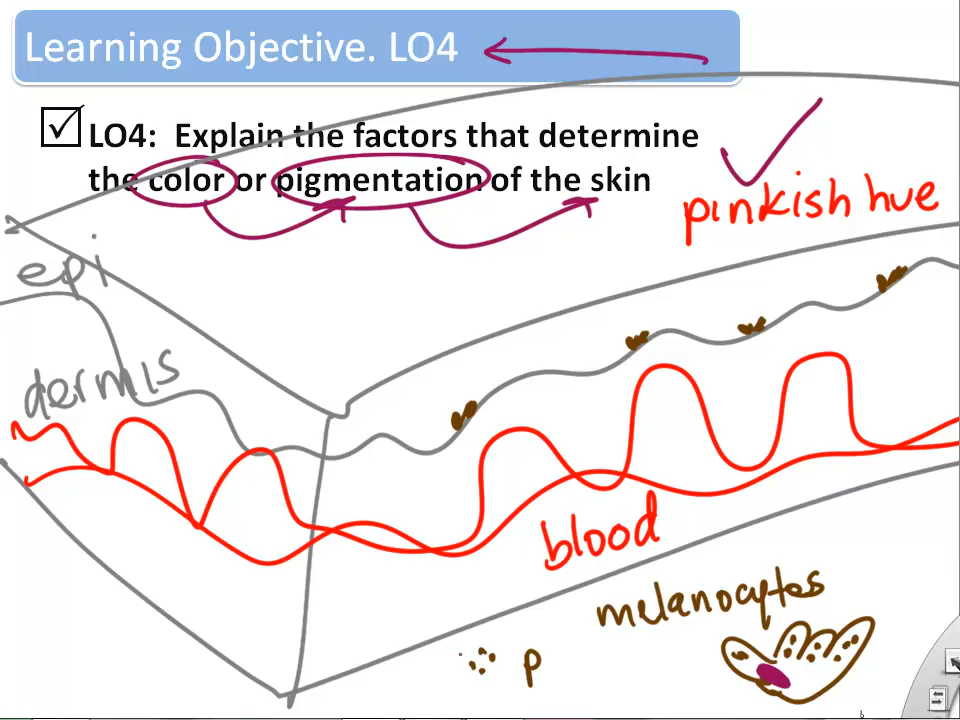 Learning Objective. LO4
LO4: Explain the factors that determine
the color or pigmentation of the skin
pinkish hue
epi
dermis
blood
melanocytes
p